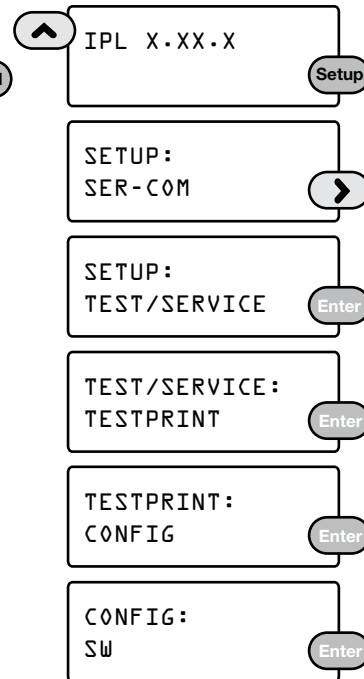 IPL X.XX.X
Setup
SETUP:
SER-COM
SETUP:
TEST/SERVICE
Enter
TEST/SERVICE:
TESTPRINT
Enter
TESTPRINT:
CONFIG
Enter
CONFIG:
SW
Enter